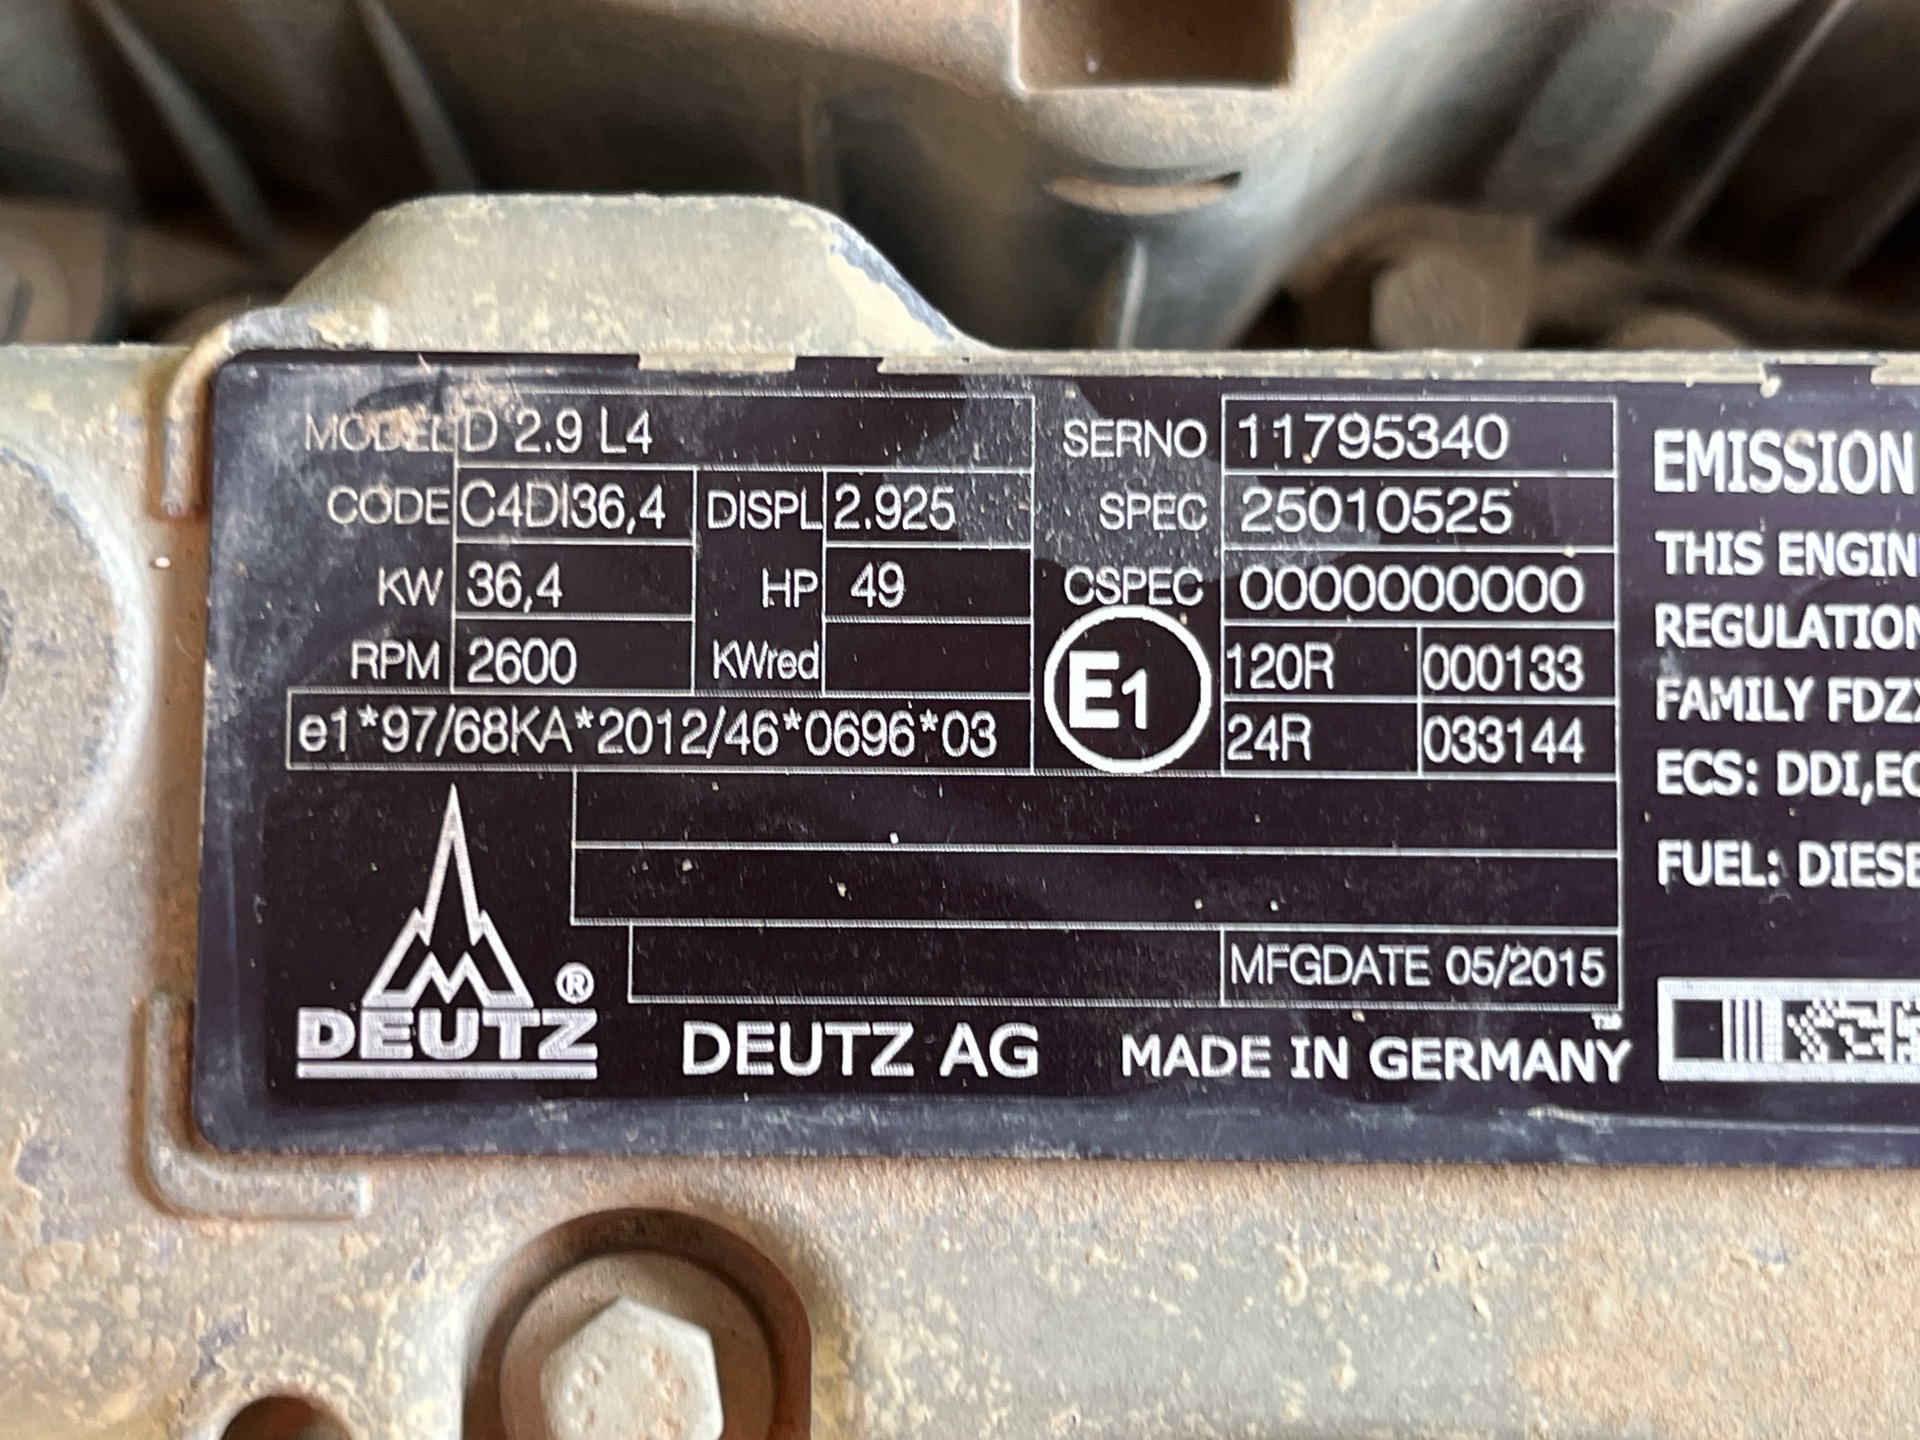 MODEL D 2.9 L4 SERNO 11795340
CODE C4DI36,4 DISPL 2.925 SPEC 25010525
KW 36,4 HP 49 CSPEC 0000000000
RPM 2600 KWred E1 120R 000133
e1*97/68KA*2012/46*0696*03 24R 033144
MFGDATE 05/2015
DEUTZ ® DEUTZ AG MADE IN GERMANY
EMISSION
THIS ENGIN
REGULATION
FAMILY FDZX
ECS: DDI,EC
FUEL: DIESE